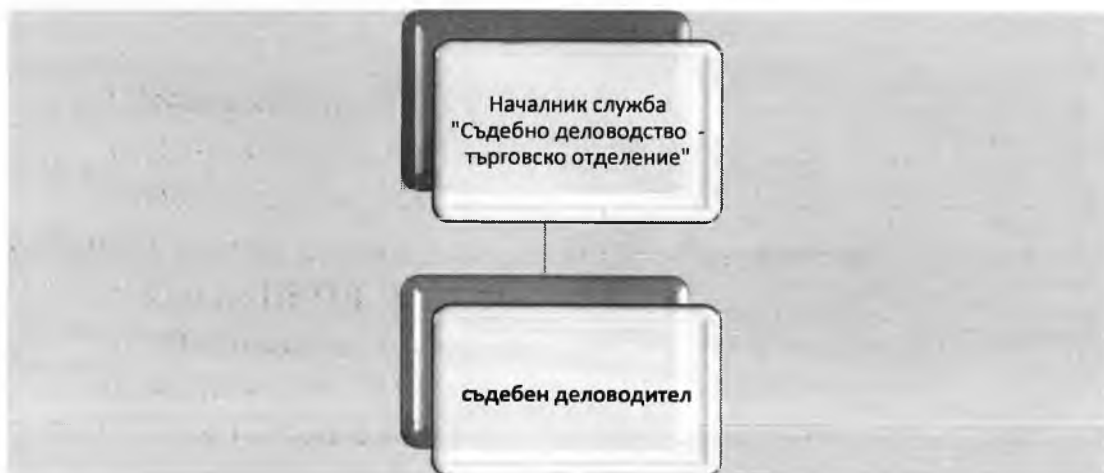 Началник служба
"Съдебно деловодство -
търговско отделение"
съдебен деловодител